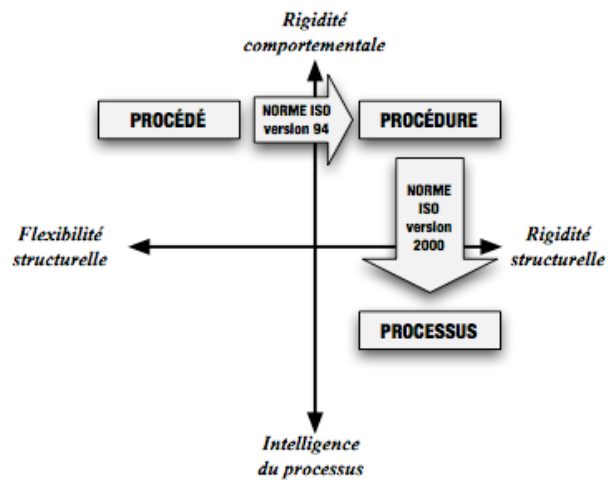 Rigidité
comportementale
PROCÉDÉ
NORME ISO
version 94
PROCÉDURE
NORME
ISO
version
2000
Flexibilité
structurelle
Rigidité
structurelle
PROCESSUS
Intelligence
du processus